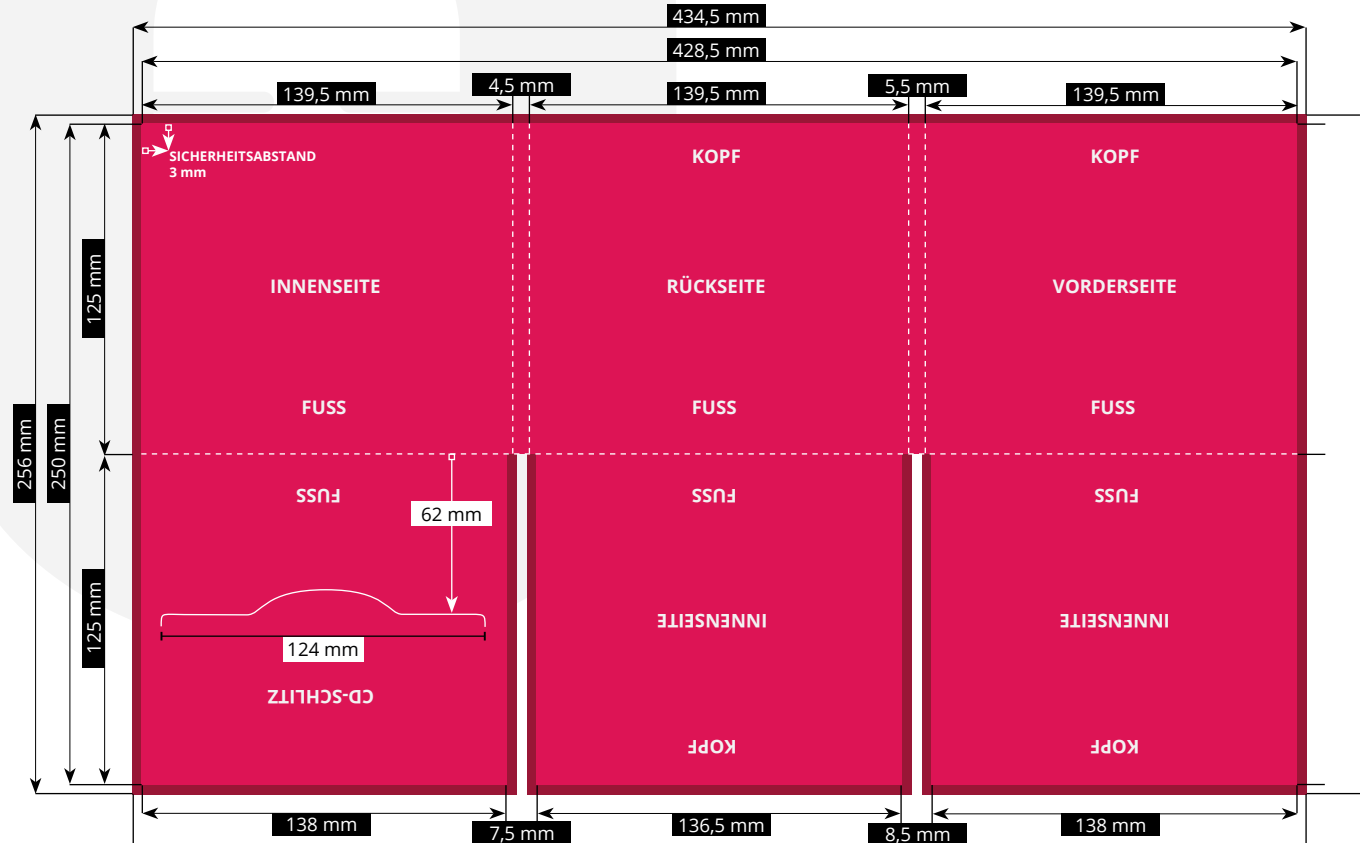 434,5 mm
428,5 mm
139,5 mm
4,5 mm
139,5 mm
5,5 mm
139,5 mm
SICHERHEITSABSTAND
3 mm
KOPF
KOPF
125 mm
INNENSEITE
RÜCKSEITE
VORDERSEITE
FUSS
FUSS
FUSS
256 mm
250 mm
FUSS
FUSS
FUSS
62 mm
125 mm
INNENSEITE
INNENSEITE
124 mm
CD-SCHLITZ
KOPF
KOPF
138 mm
7,5 mm
136,5 mm
8,5 mm
138 mm